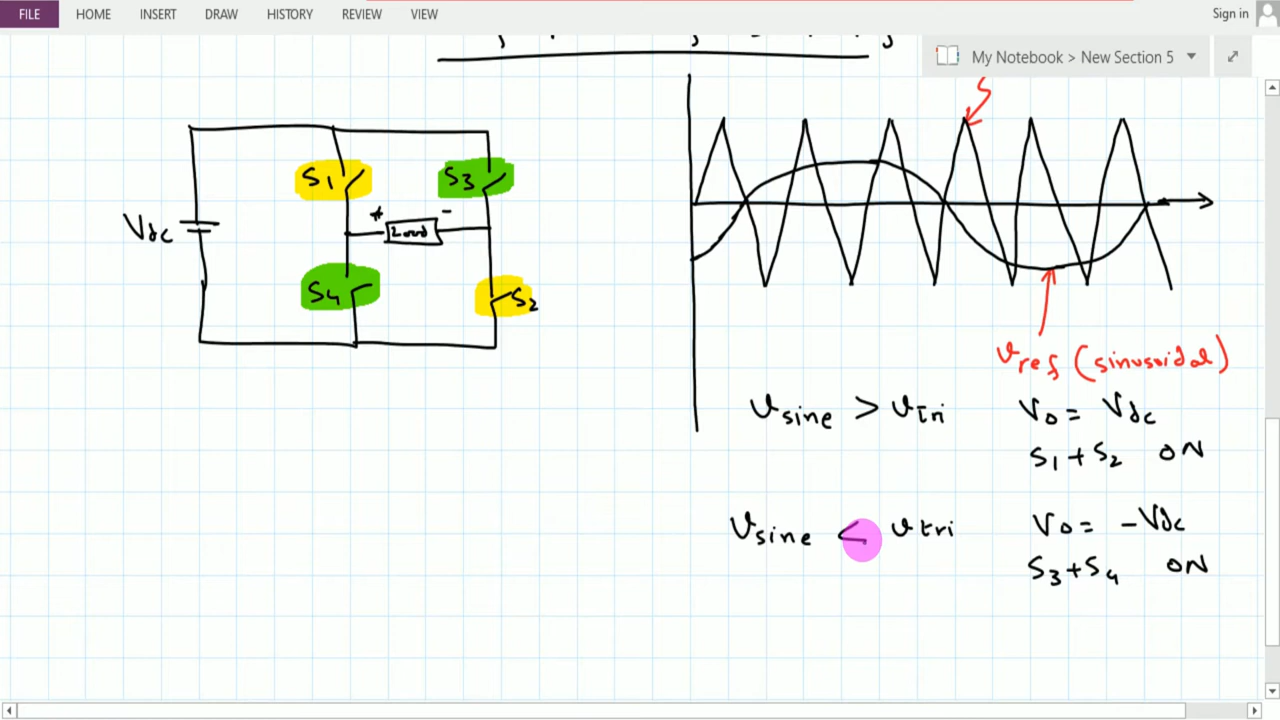 FILE HOME INSERT DRAW HISTORY REVIEW VIEW Sign in
My Notebook > New Section 5
S1 S3
+ -
Vdc Load
S4 S2
vref (sinusoidal)
vsine > vTri Vo = Vdc
S1+S2 ON
vsine < vtri Vo = -Vdc
S3+S4 ON